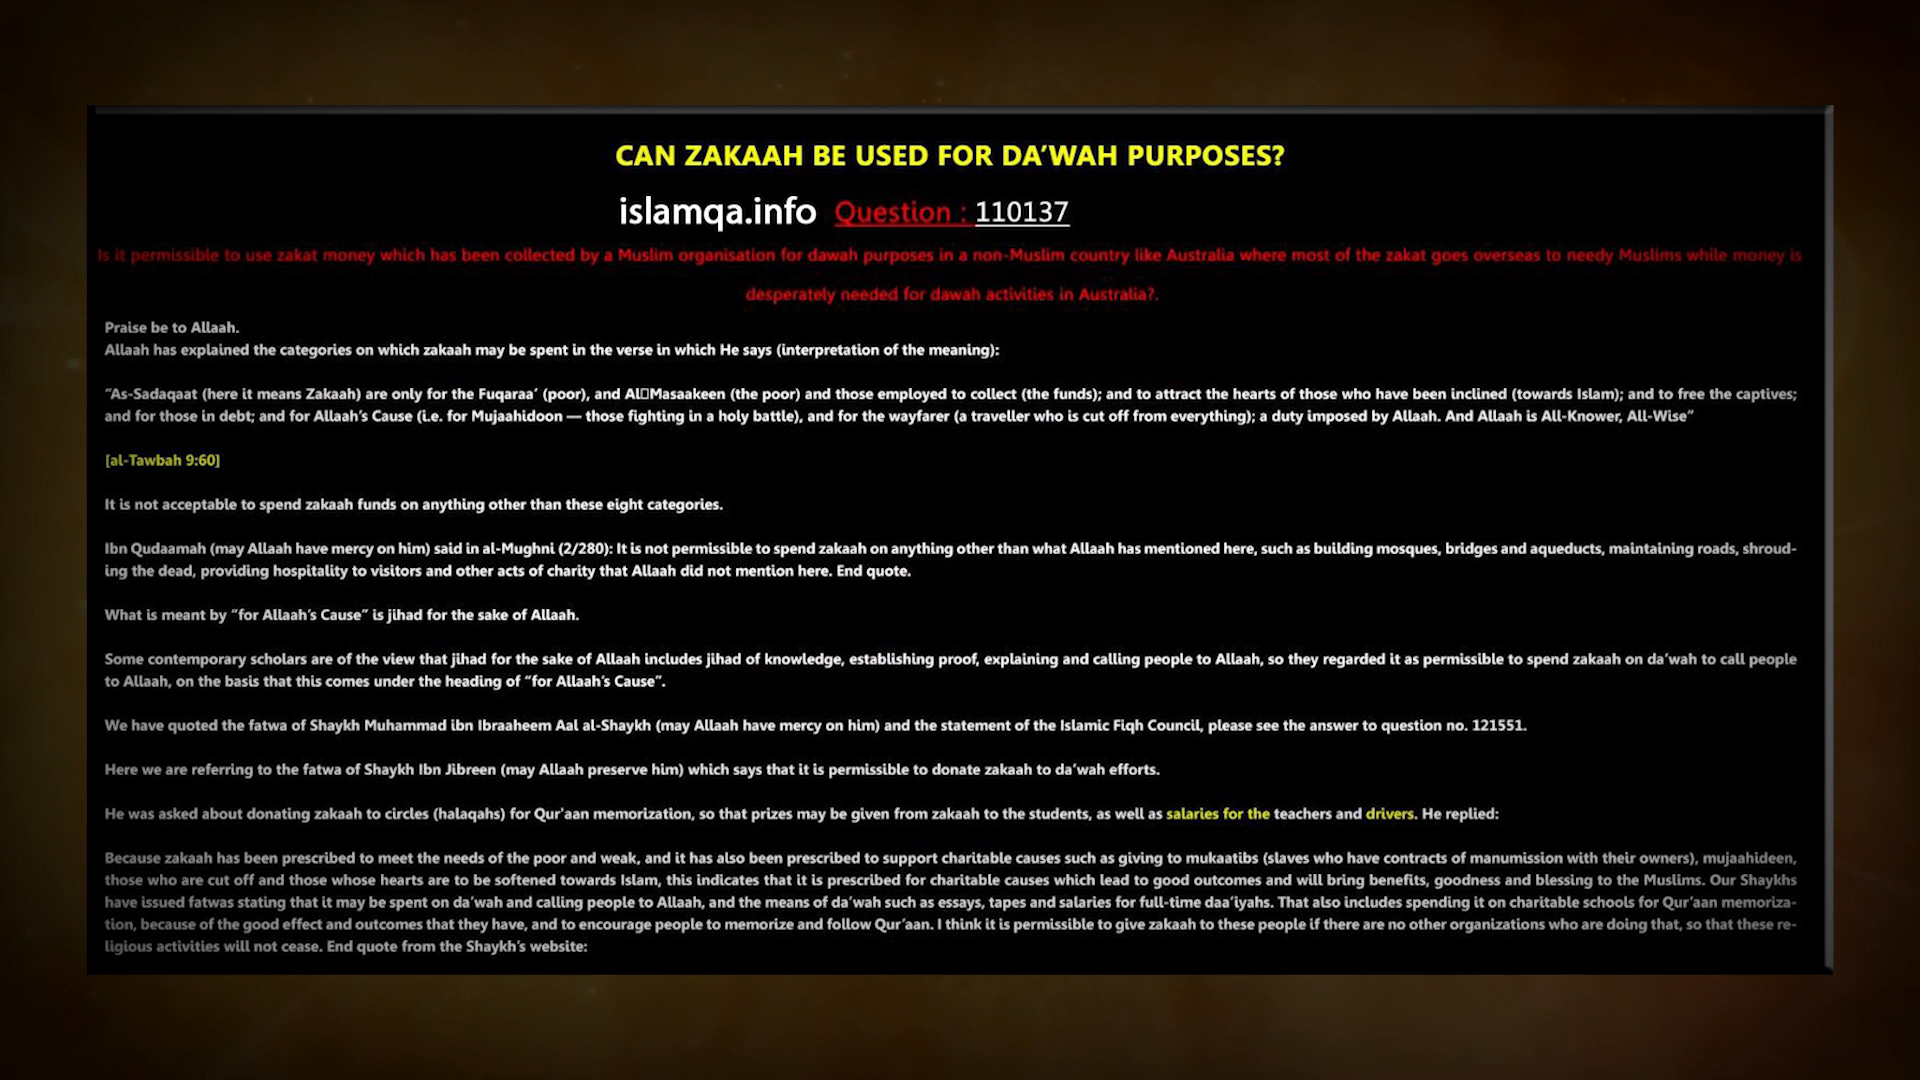 CAN ZAKAAH BE USED FOR DA’WAH PURPOSES?
islamqa.info Question : 110137
Is it permissible to use zakat money which has been collected by a Muslim organisation for dawah purposes in a non-Muslim country like Australia where most of the zakat goes overseas to needy Muslims while money is
desperately needed for dawah activities in Australia?.
Praise be to Allaah.
Allaah has explained the categories on which zakaah may be spent in the verse in which He says (interpretation of the meaning):
“As-Sadaqaat (here it means Zakaah) are only for the Fuqaraa’ (poor), and Al□Masaakeen (the poor) and those employed to collect (the funds); and to attract the hearts of those who have been inclined (towards Islam); and to free the captives;
and for those in debt; and for Allaah’s Cause (i.e. for Mujaahidoon — those fighting in a holy battle), and for the wayfarer (a traveller who is cut off from everything); a duty imposed by Allaah. And Allaah is All-Knower, All-Wise”
[al-Tawbah 9:60]
It is not acceptable to spend zakaah funds on anything other than these eight categories.
Ibn Qudaamah (may Allaah have mercy on him) said in al-Mughni (2/280): It is not permissible to spend zakaah on anything other than what Allaah has mentioned here, such as building mosques, bridges and aqueducts, maintaining roads, shroud-
ing the dead, providing hospitality to visitors and other acts of charity that Allaah did not mention here. End quote.
What is meant by “for Allaah’s Cause” is jihad for the sake of Allaah.
Some contemporary scholars are of the view that jihad for the sake of Allaah includes jihad of knowledge, establishing proof, explaining and calling people to Allaah, so they regarded it as permissible to spend zakaah on da’wah to call people
to Allaah, on the basis that this comes under the heading of “for Allaah’s Cause”.
We have quoted the fatwa of Shaykh Muhammad ibn Ibraaheem Aal al-Shaykh (may Allaah have mercy on him) and the statement of the Islamic Fiqh Council, please see the answer to question no. 121551.
Here we are referring to the fatwa of Shaykh Ibn Jibreen (may Allaah preserve him) which says that it is permissible to donate zakaah to da’wah efforts.
He was asked about donating zakaah to circles (halaqahs) for Qur'aan memorization, so that prizes may be given from zakaah to the students, as well as salaries for the teachers and drivers. He replied:
Because zakaah has been prescribed to meet the needs of the poor and weak, and it has also been prescribed to support charitable causes such as giving to mukaatibs (slaves who have contracts of manumission with their owners), mujaahideen,
those who are cut off and those whose hearts are to be softened towards Islam, this indicates that it is prescribed for charitable causes which lead to good outcomes and will bring benefits, goodness and blessing to the Muslims. Our Shaykhs
have issued fatwas stating that it may be spent on da’wah and calling people to Allaah, and the means of da’wah such as essays, tapes and salaries for full-time daa’iyahs. That also includes spending it on charitable schools for Qur’aan memoriza-
tion, because of the good effect and outcomes that they have, and to encourage people to memorize and follow Qur’aan. I think it is permissible to give zakaah to these people if there are no other organizations who are doing that, so that these re-
ligious activities will not cease. End quote from the Shaykh’s website: